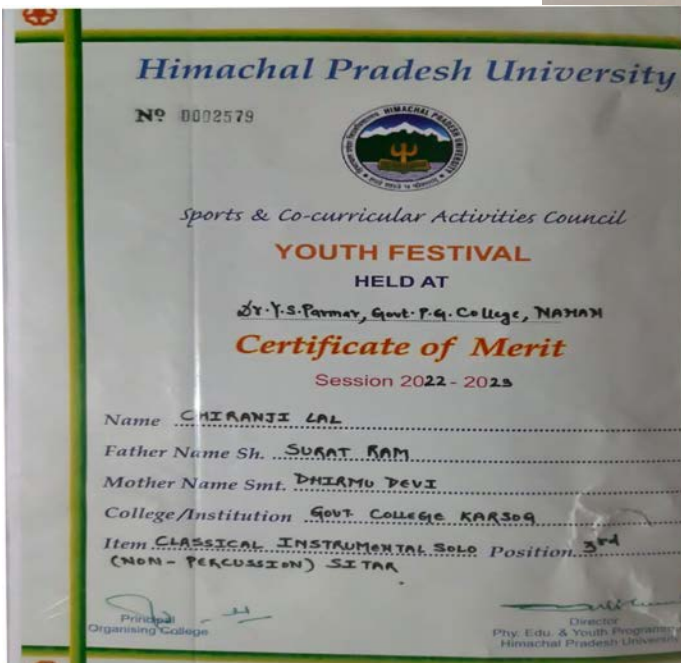 Himachal Pradesh University
Nº 0002579
HIMACHAL PRADESH UNIVERSITY
Sports & Co-curricular Activities Council
YOUTH FESTIVAL
HELD AT
Dr. Y.S. Parmar, Govt. P.G. College, NAHAN
Certificate of Merit
Session 2022 - 2023
Name CHIRANJI LAL
Father Name Sh. SURAT RAM
Mother Name Smt. DHIRMU DEVI
College/Institution GOVT COLLEGE KARSOG
Item CLASSICAL INSTRUMENTAL SOLO Position 3rd
(NON - PERCUSSION) SITAR
Principal
Organising College
Director
Phy. Edu. & Youth Programme
Himachal Pradesh University